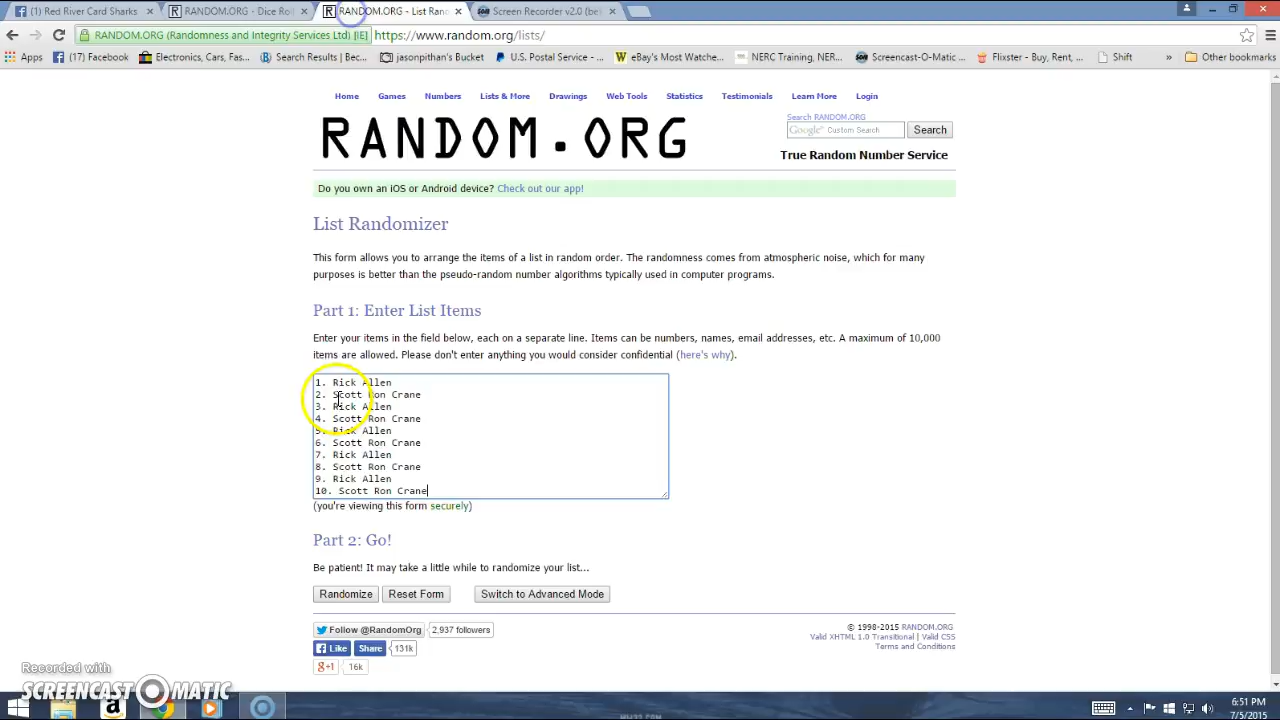 (1) Red River Card Sharks
RANDOM.ORG - Dice Roll
RANDOM.ORG - List Rand
Screen Recorder v2.0 (bet
RANDOM.ORG (Randomness and Integrity Services Ltd) [IE]
https://www.random.org/lists/
Apps
(17) Facebook
Electronics, Cars, Fas...
Search Results | Bec...
jasonpithan's Bucket
U.S. Postal Service - ...
eBay's Most Watche...
NERC Training, NER...
Screencast-O-Matic ...
Flixster - Buy, Rent, ...
Shift
»
Other bookmarks
Home Games Numbers Lists & More Drawings Web Tools Statistics Testimonials Learn More Login
RANDOM.ORG
Search RANDOM.ORG
Google™ Custom Search
Search
True Random Number Service
Do you own an iOS or Android device? Check out our app!
List Randomizer
This form allows you to arrange the items of a list in random order. The randomness comes from atmospheric noise, which for many
purposes is better than the pseudo-random number algorithms typically used in computer programs.
Part 1: Enter List Items
Enter your items in the field below, each on a separate line. Items can be numbers, names, email addresses, etc. A maximum of 10,000
items are allowed. Please don't enter anything you would consider confidential (here's why).
1. Rick Allen
2. Scott Ron Crane
3. Rick Allen
4. Scott Ron Crane
5. Rick Allen
6. Scott Ron Crane
7. Rick Allen
8. Scott Ron Crane
9. Rick Allen
10. Scott Ron Crane
(you're viewing this form securely)
Part 2: Go!
Be patient! It may take a little while to randomize your list...
Randomize Reset Form Switch to Advanced Mode
Follow @RandomOrg 2,937 followers
Like Share 131k
g+1 16k
© 1998-2015 RANDOM.ORG
Valid XHTML 1.0 Transitional | Valid CSS
Terms and Conditions
Recorded with
SCREENCAST-O-MATIC
6:51 PM
7/5/2015